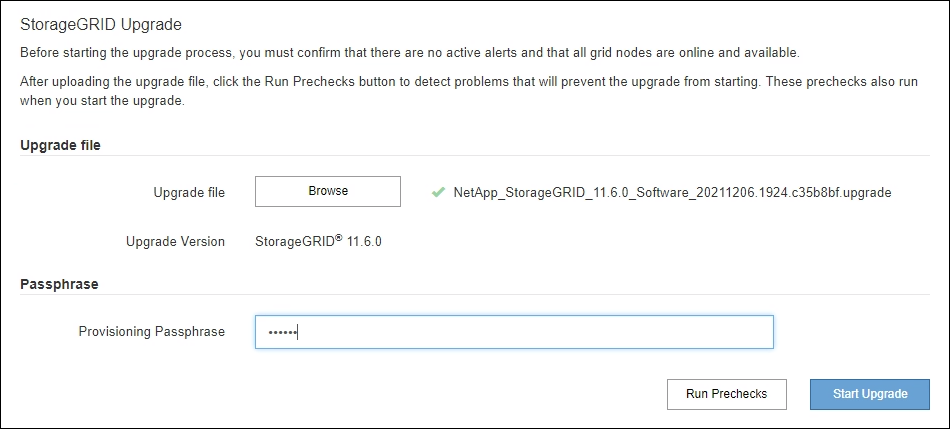 StorageGRID Upgrade
Before starting the upgrade process, you must confirm that there are no active alerts and that all grid nodes are online and available.
After uploading the upgrade file, click the Run Prechecks button to detect problems that will prevent the upgrade from starting. These prechecks also run
when you start the upgrade.
Upgrade file
Upgrade file Browse ✔ NetApp_StorageGRID_11.6.0_Software_20211206.1924.c35b8bf.upgrade
Upgrade Version StorageGRID® 11.6.0
Passphrase
Provisioning Passphrase ••••••
Run Prechecks Start Upgrade